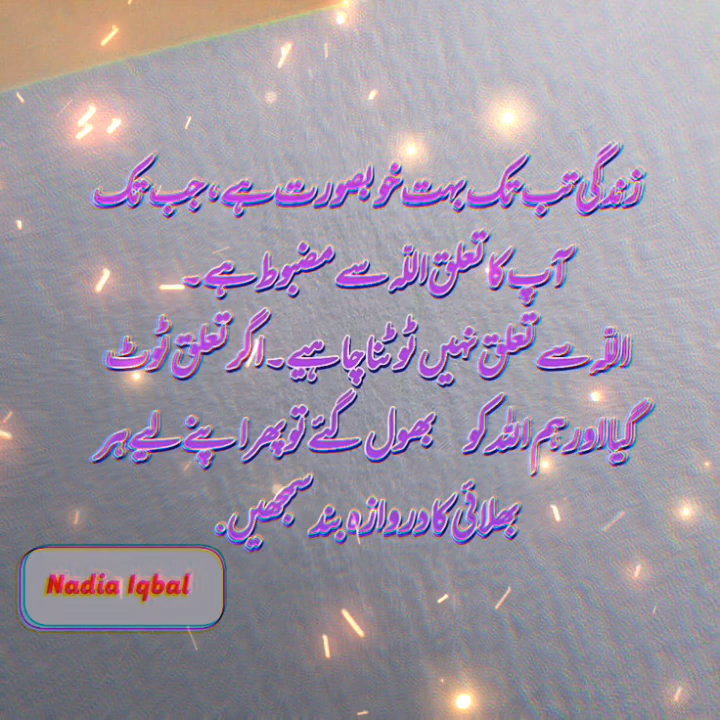 زندگی تب تک بہت خوبصورت ہے، جب تک
آپ کا تعلق اللہ سے مضبوط ہے۔
اللہ سے تعلق نہیں ٹوٹنا چاہیے۔ اگر تعلق ٹوٹ
گیا اور ہم اللہ کو بھول گئے تو پھر اپنے لیے ہر
بھلائی کا دروازہ بند سمجھیں.
Nadia Iqbal